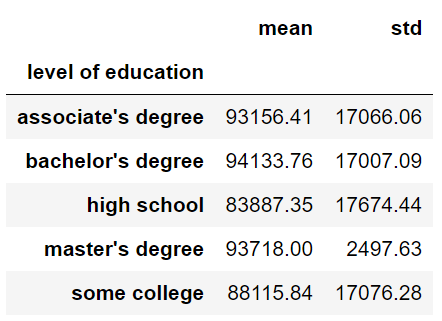 mean std
level of education
associate's degree 93156.41 17066.06
bachelor's degree 94133.76 17007.09
high school 83887.35 17674.44
master's degree 93718.00 2497.63
some college 88115.84 17076.28